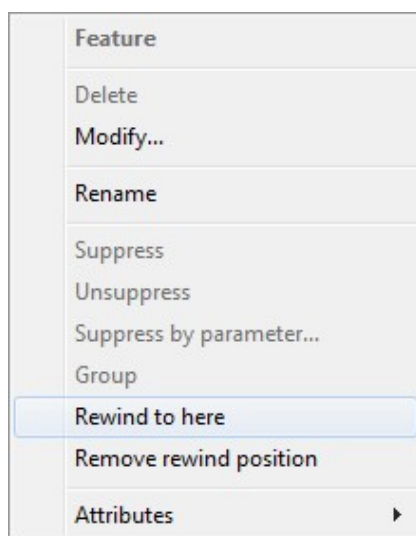 Feature
Delete
Modify...
Rename
Suppress
Unsuppress
Suppress by parameter...
Group
Rewind to here
Remove rewind position
Attributes